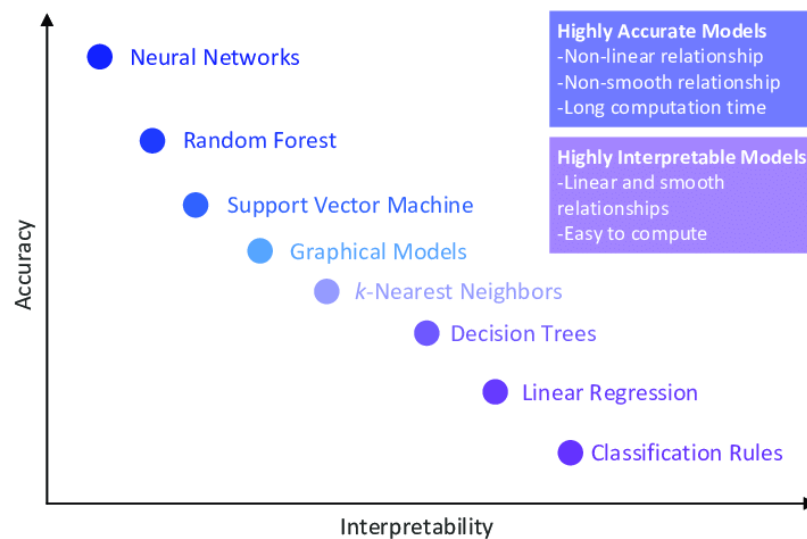 Highly Accurate Models
-Non-linear relationship
-Non-smooth relationship
-Long computation time
Highly Interpretable Models
-Linear and smooth
relationships
-Easy to compute
Neural Networks
Random Forest
Support Vector Machine
Graphical Models
k-Nearest Neighbors
Decision Trees
Linear Regression
Classification Rules
Accuracy
Interpretability